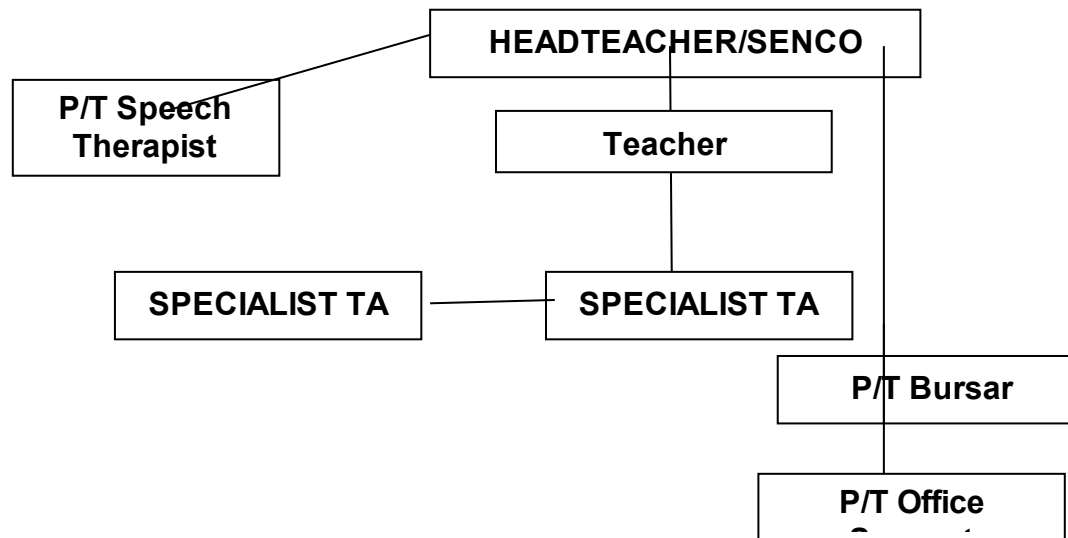 HEADTEACHER/SENCO
P/T Speech
Therapist
Teacher
SPECIALIST TA
SPECIALIST TA
P/T Bursar
P/T Office